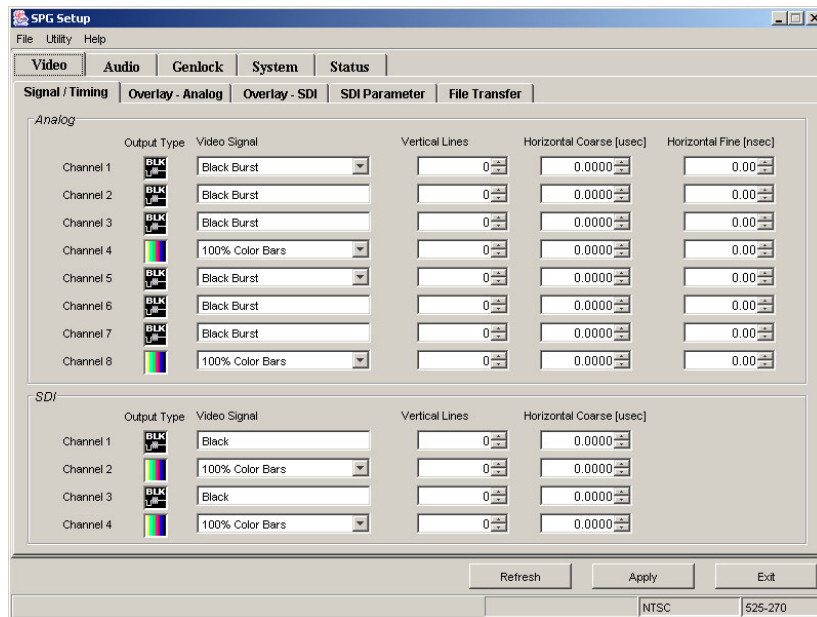 SPG Setup
File Utility Help
Video Audio Genlock System Status
Signal / Timing Overlay - Analog Overlay - SDI SDI Parameter File Transfer
Analog
Output Type Video Signal Vertical Lines Horizontal Coarse [usec] Horizontal Fine [nsec]
Channel 1 BLK Black Burst 0 0.0000 0.00
Channel 2 BLK Black Burst 0 0.0000 0.00
Channel 3 BLK Black Burst 0 0.0000 0.00
Channel 4 100% Color Bars 0 0.0000 0.00
Channel 5 BLK Black Burst 0 0.0000 0.00
Channel 6 BLK Black Burst 0 0.0000 0.00
Channel 7 BLK Black Burst 0 0.0000 0.00
Channel 8 100% Color Bars 0 0.0000 0.00
SDI
Output Type Video Signal Vertical Lines Horizontal Coarse [usec]
Channel 1 BLK Black 0 0.0000
Channel 2 100% Color Bars 0 0.0000
Channel 3 BLK Black 0 0.0000
Channel 4 100% Color Bars 0 0.0000
Refresh Apply Exit
NTSC 525-270